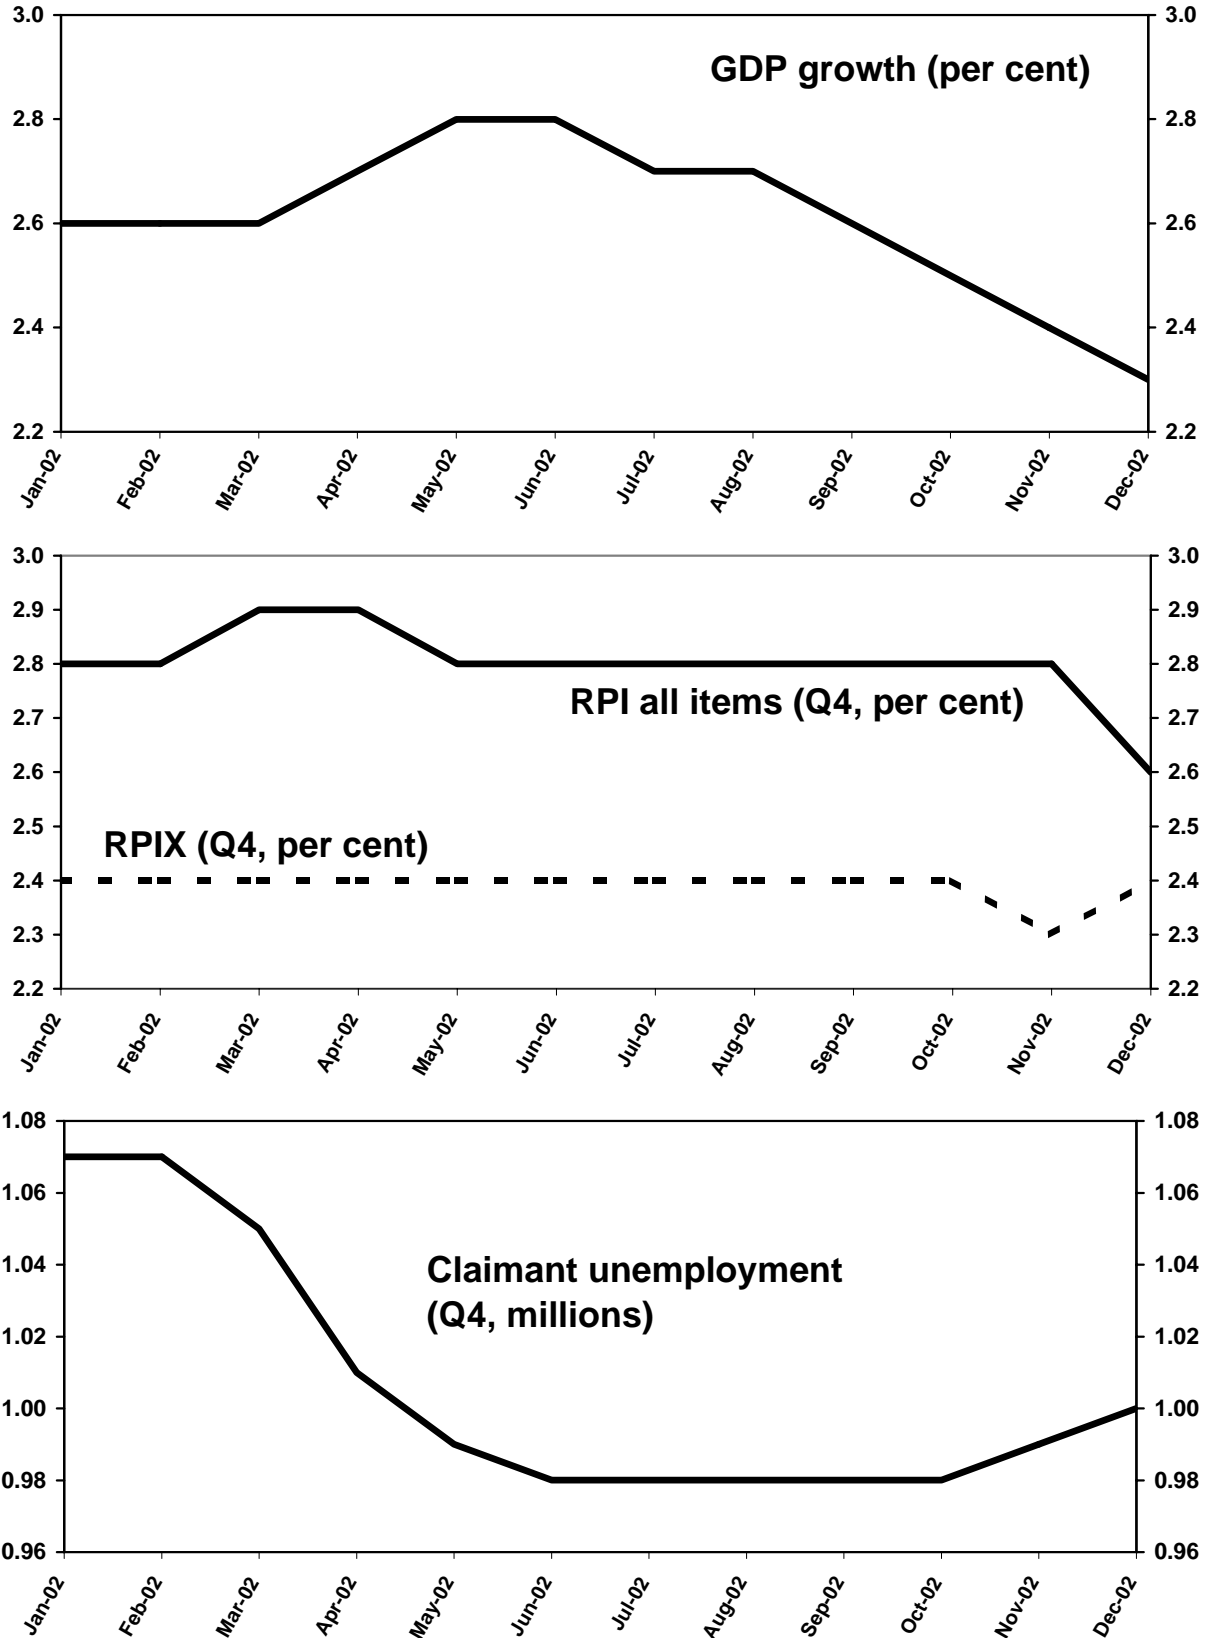 3.0 3.0
GDP growth (per cent)
2.8 2.8
2.6 2.6
2.4 2.4
2.2 2.2
Jan-02 Feb-02 Mar-02 Apr-02 May-02 Jun-02 Jul-02 Aug-02 Sep-02 Oct-02 Nov-02 Dec-02
3.0 3.0
2.9 2.9
2.8 2.8
RPI all items (Q4, per cent)
2.7 2.7
2.6 2.6
2.5 2.5
RPIX (Q4, per cent)
2.4 2.4
2.3 2.3
2.2 2.2
Jan-02 Feb-02 Mar-02 Apr-02 May-02 Jun-02 Jul-02 Aug-02 Sep-02 Oct-02 Nov-02 Dec-02
1.08 1.08
1.06 1.06
1.04 1.04
Claimant unemployment
(Q4, millions)
1.02 1.02
1.00 1.00
0.98 0.98
0.96 0.96
Jan-02 Feb-02 Mar-02 Apr-02 May-02 Jun-02 Jul-02 Aug-02 Sep-02 Oct-02 Nov-02 Dec-02